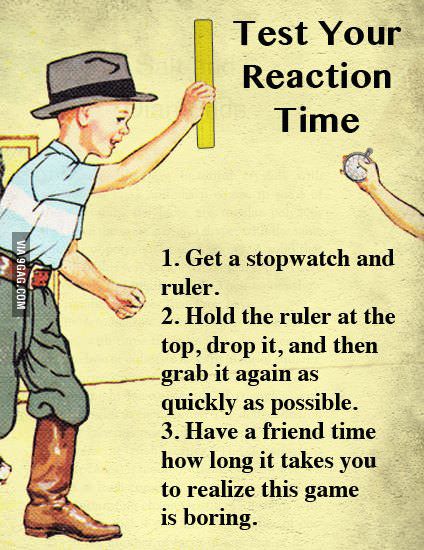 Test Your
Reaction
Time
1. Get a stopwatch and
ruler.
2. Hold the ruler at the
top, drop it, and then
grab it again as
quickly as possible.
3. Have a friend time
how long it takes you
to realize this game
is boring.
VIA 9GAG.COM